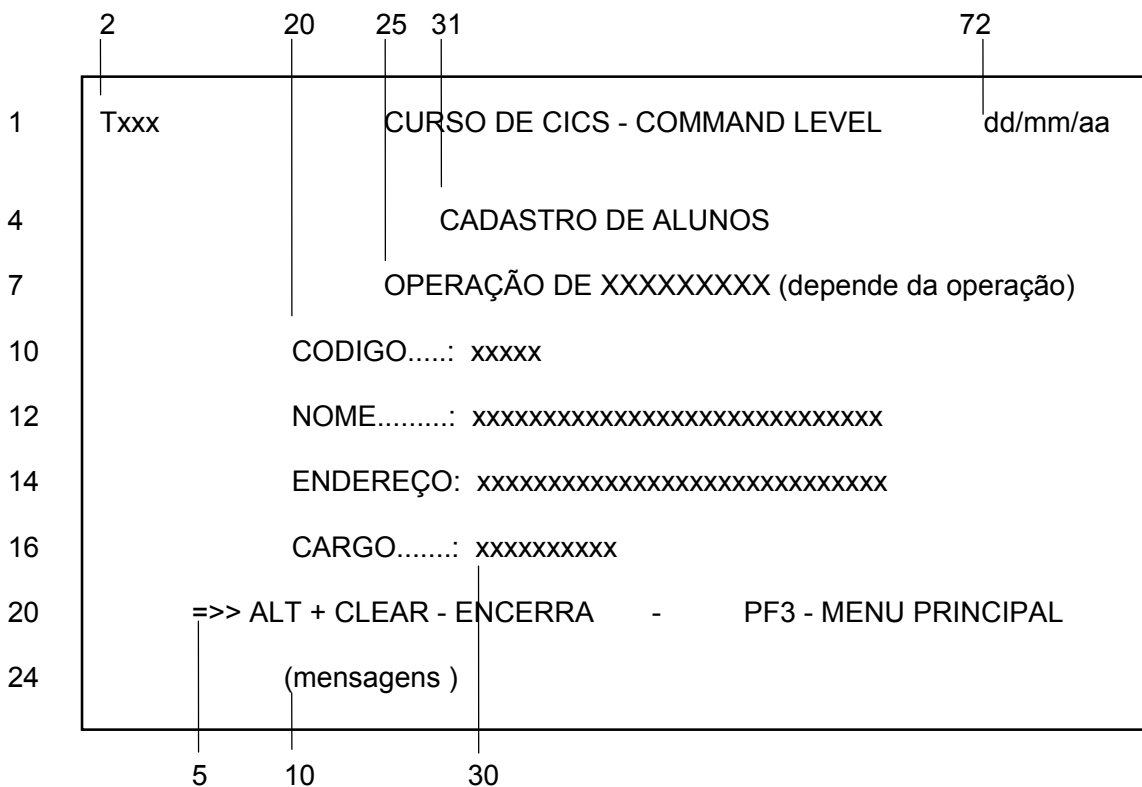 2 20 25 31 72
1 Txxx CURSO DE CICS - COMMAND LEVEL dd/mm/aa
4 CADASTRO DE ALUNOS
7 OPERAÇÃO DE XXXXXXXXX (depende da operação)
10 CODIGO.....: xxxxx
12 NOME.........: xxxxxxxxxxxxxxxxxxxxxxxxxxxxx
14 ENDEREÇO: xxxxxxxxxxxxxxxxxxxxxxxxxxxxx
16 CARGO.......: xxxxxxxxxx
20 =>> ALT + CLEAR - ENCERRA - PF3 - MENU PRINCIPAL
24 (mensagens )
5 10 30